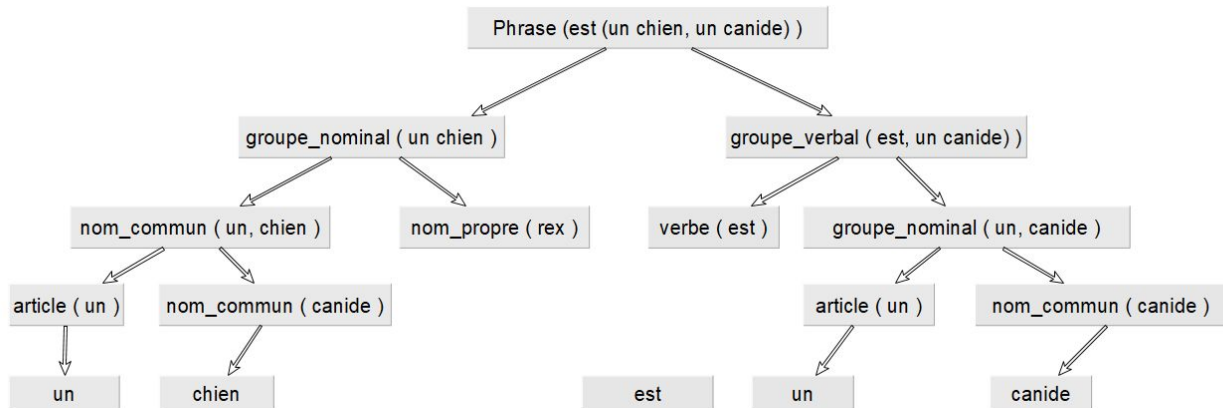 Phrase (est (un chien, un canide) )
groupe_nominal ( un chien )
groupe_verbal ( est, un canide) )
nom_commun ( un, chien )
nom_propre ( rex )
verbe ( est )
groupe_nominal ( un, canide )
article ( un )
nom_commun ( canide )
article ( un )
nom_commun ( canide )
un
chien
est
un
canide